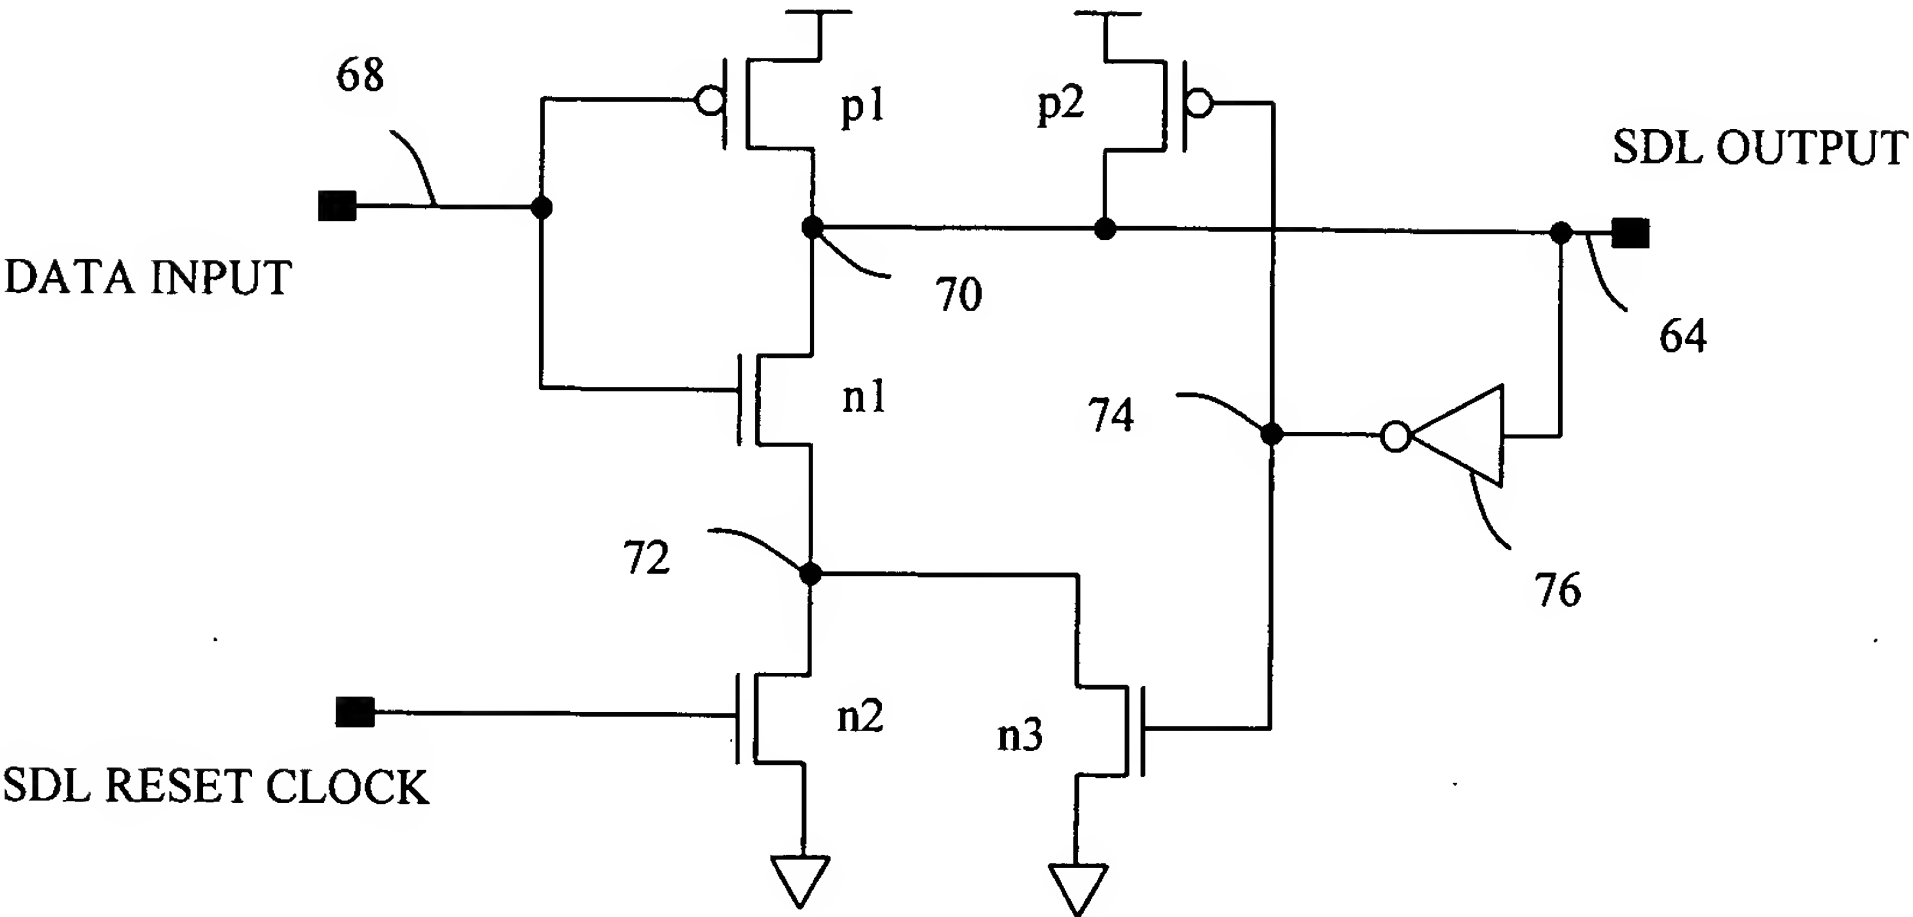 68
p1
p2
SDL OUTPUT
DATA INPUT
70
64
n1
74
72
76
n2
n3
SDL RESET CLOCK